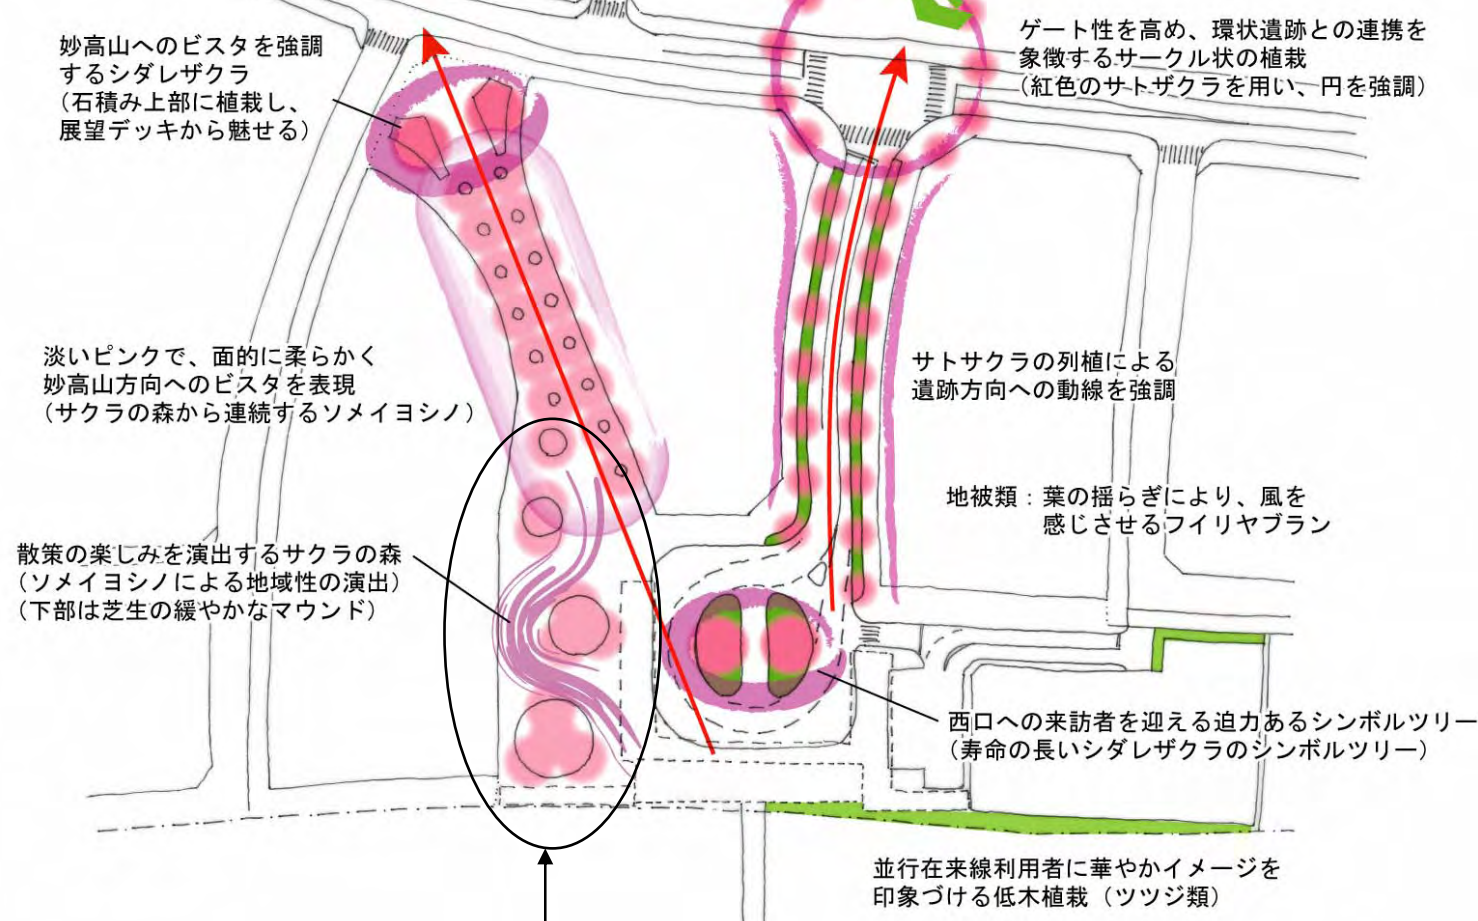 妙高山へのビスタを強調
するシダレザクラ
（石積み上部に植栽し、
展望デッキから魅せる）
ゲート性を高め、環状遺跡との連携を
象徴するサークル状の植栽
（紅色のサトザクラを用い、円を強調）
淡いピンクで、面的に柔らかく
妙高山方向へのビスタを表現
（サクラの森から連続するソメイヨシノ）
サトサクラの列植による
遺跡方向への動線を強調
地被類：葉の揺らぎにより、風を
感じさせるフイリヤブラン
散策の楽しみを演出するサクラの森
（ソメイヨシノによる地域性の演出）
（下部は芝生の緩やかなマウンド）
西口への来訪者を迎える迫力あるシンボルツリー
（寿命の長いシダレザクラのシンボルツリー）
並行在来線利用者に華やかイメージを
印象づける低木植栽（ツツジ類）